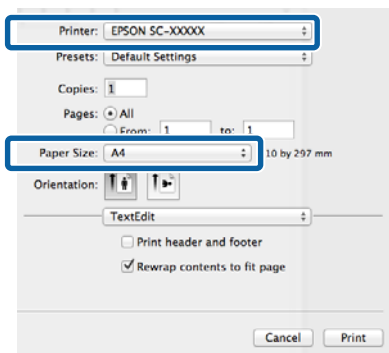 Printer: EPSON SC-XXXXX
Presets: Default Settings
Copies: 1
Pages: All
From: 1 to: 1
Paper Size: A4 10 by 297 mm
Orientation:
TextEdit
Print header and footer
Rewrap contents to fit page
Cancel Print